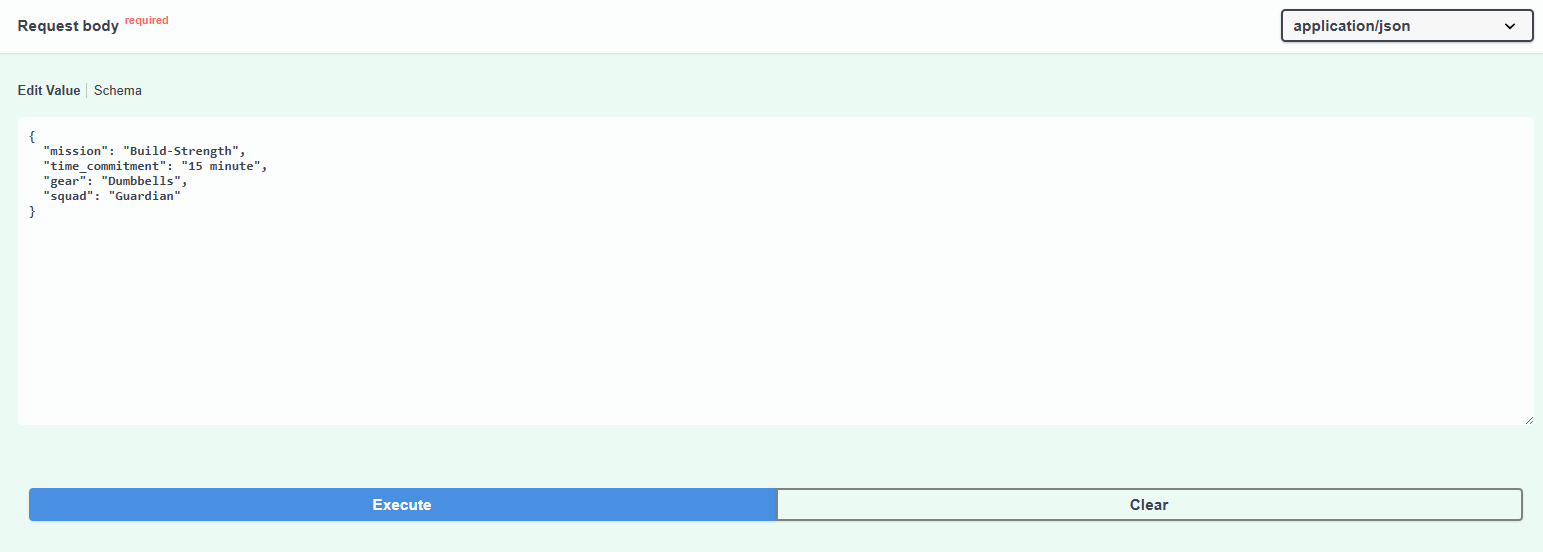 Request body required
application/json
Edit Value | Schema
{
  "mission": "Build-Strength",
  "time_commitment": "15 minute",
  "gear": "Dumbbells",
  "squad": "Guardian"
}
Execute
Clear